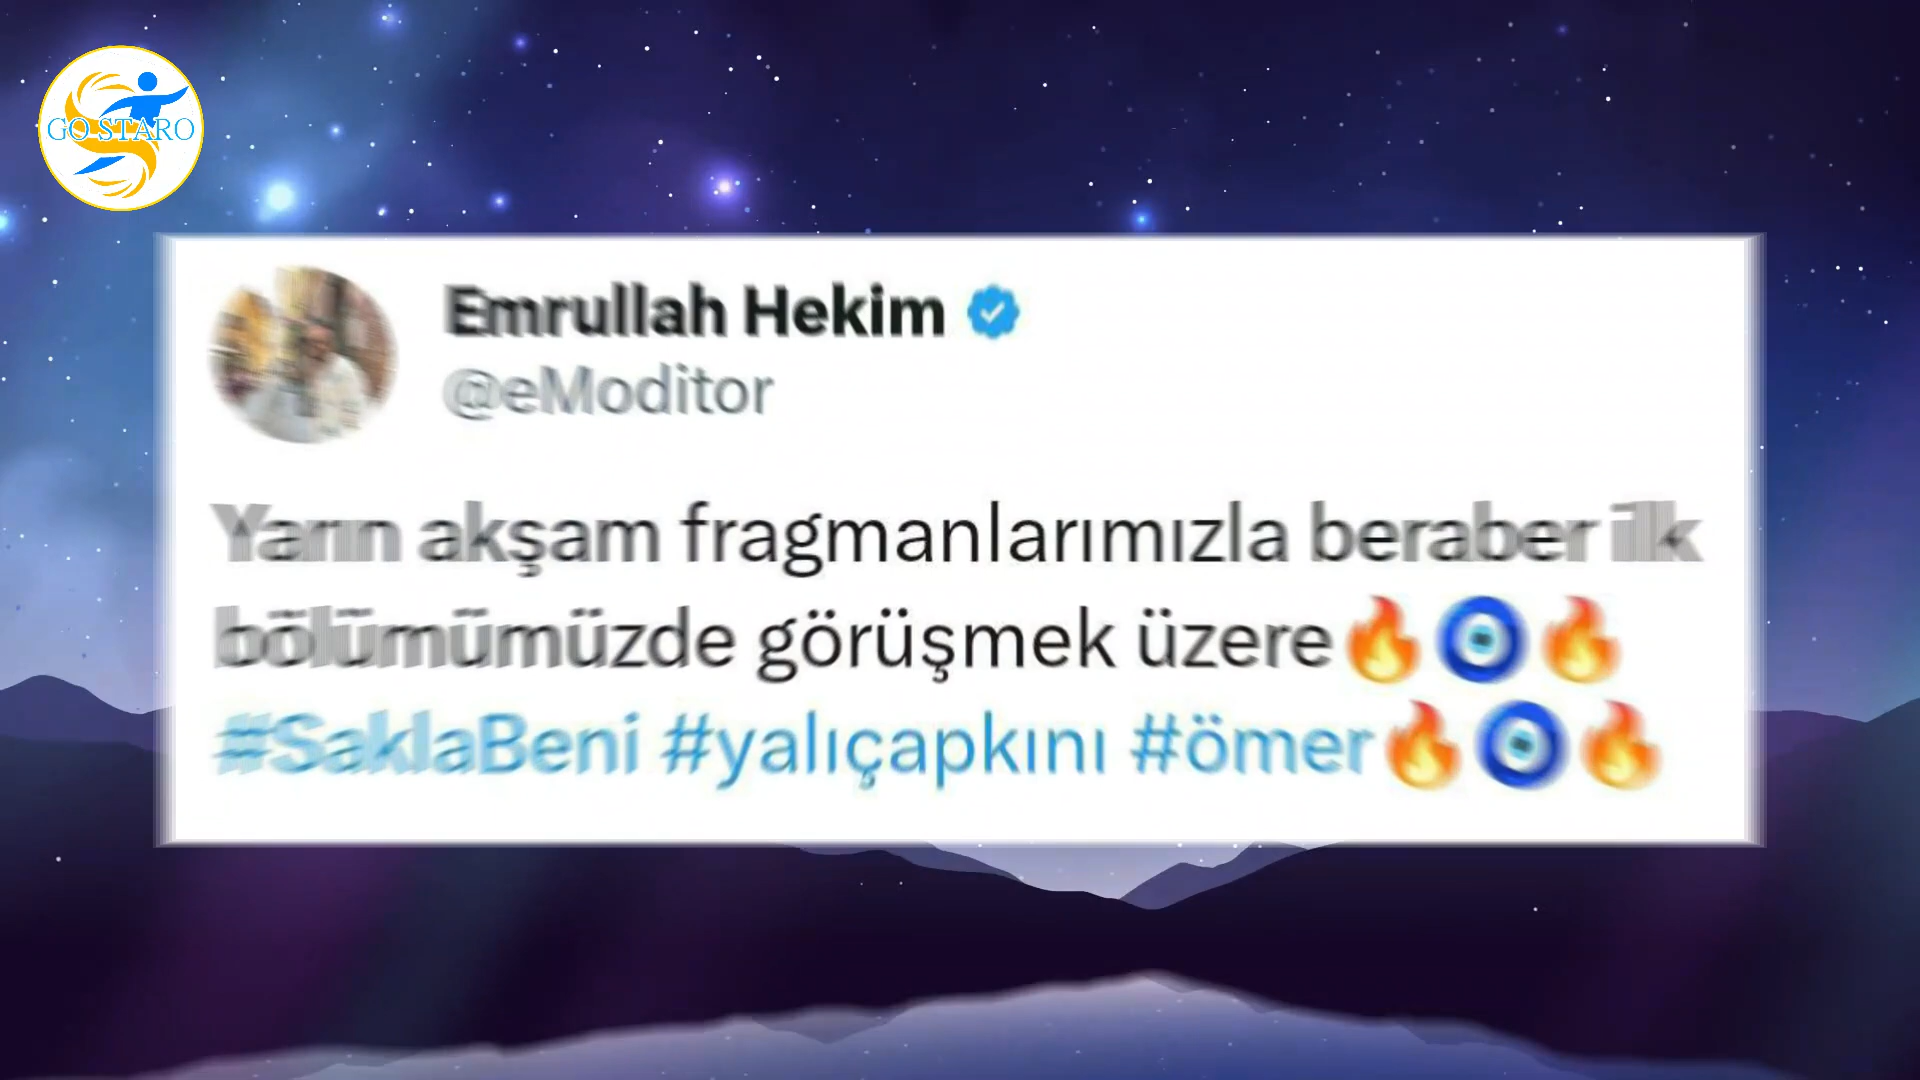 GO STARO
Emrullah Hekim
@eModitor
Yarın akşam fragmanlarımızla beraber ilk
bölümümüzde görüşmek üzere🔥🧿🔥
#SaklaBeni #yalıçapkını #ömer🔥🧿🔥